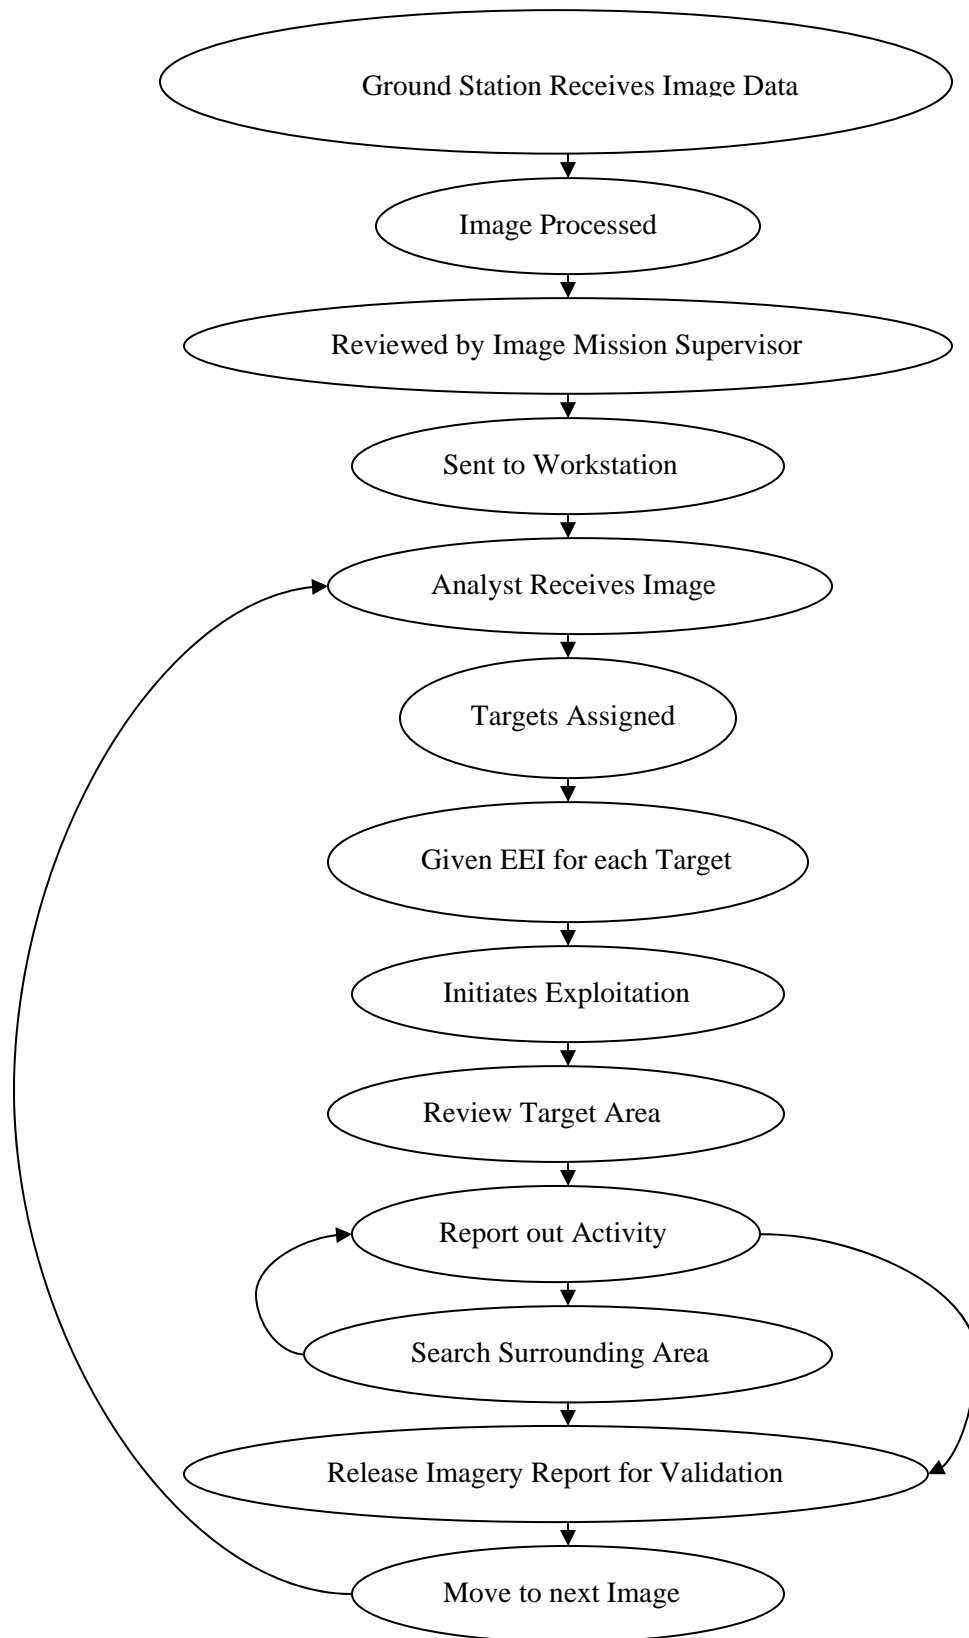 Ground Station Receives Image Data
Image Processed
Reviewed by Image Mission Supervisor
Sent to Workstation
Analyst Receives Image
Targets Assigned
Given EEI for each Target
Initiates Exploitation
Review Target Area
Report out Activity
Search Surrounding Area
Release Imagery Report for Validation
Move to next Image